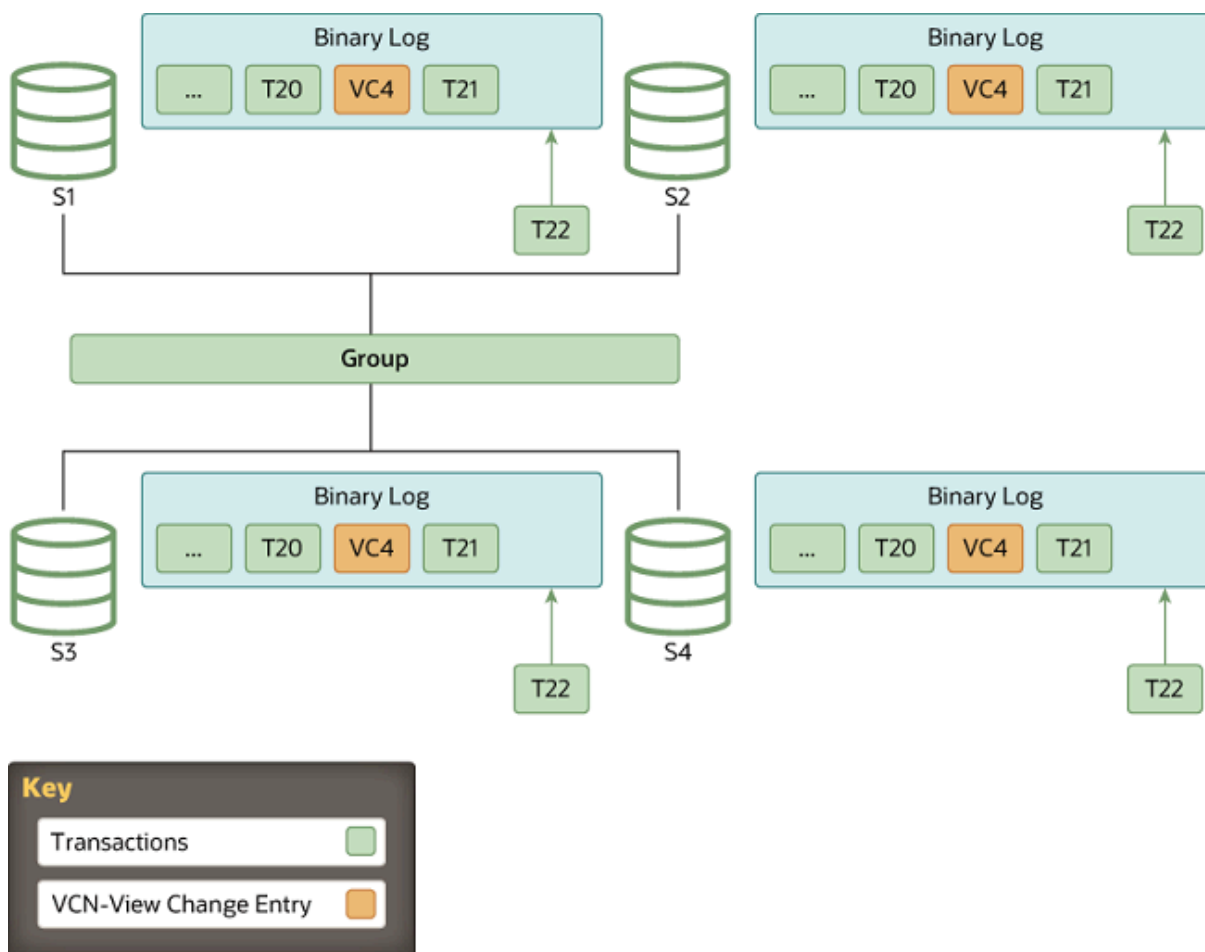 Binary Log
... T20 VC4 T21
S1
T22
Binary Log
... T20 VC4 T21
S2
T22
Group
Binary Log
... T20 VC4 T21
S3
T22
Binary Log
... T20 VC4 T21
S4
T22
Key
Transactions
VCN-View Change Entry